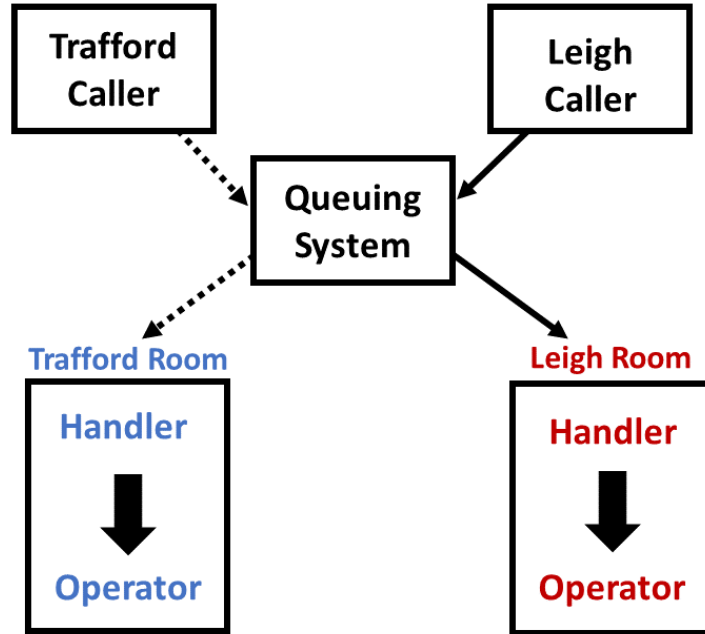 Trafford
Caller
Leigh
Caller
Queuing
System
Trafford Room
Handler
Operator
Leigh Room
Handler
Operator